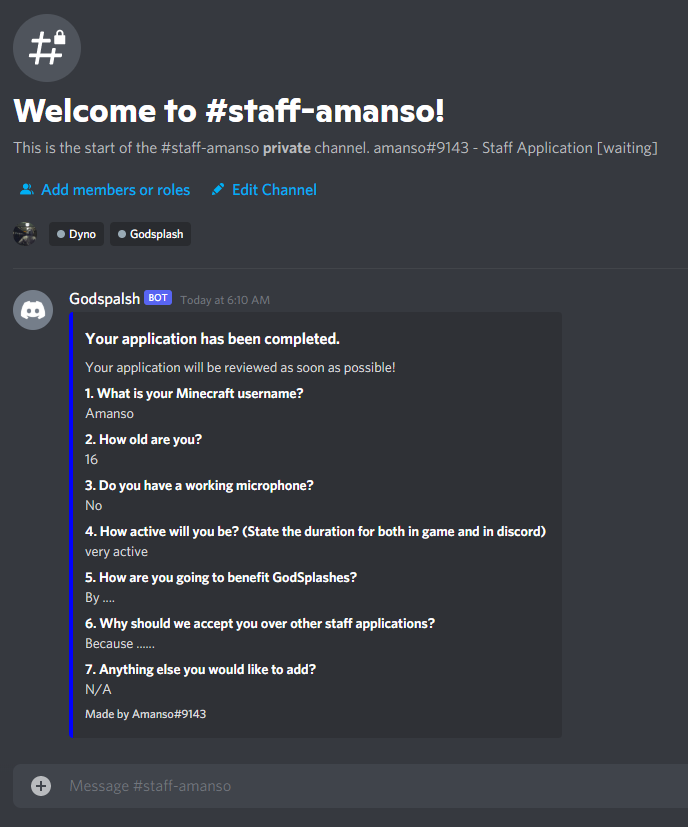 Welcome to #staff-amanso!
This is the start of the #staff-amanso private channel. amanso#9143 - Staff Application [waiting]
Add members or roles Edit Channel
Dyno Godsplash
Godspalsh BOT Today at 6:10 AM
Your application has been completed.
Your application will be reviewed as soon as possible!
1. What is your Minecraft username?
Amanso
2. How old are you?
16
3. Do you have a working microphone?
No
4. How active will you be? (State the duration for both in game and in discord)
very active
5. How are you going to benefit GodSplashes?
By ....
6. Why should we accept you over other staff applications?
Because ......
7. Anything else you would like to add?
N/A
Made by Amanso#9143
Message #staff-amanso